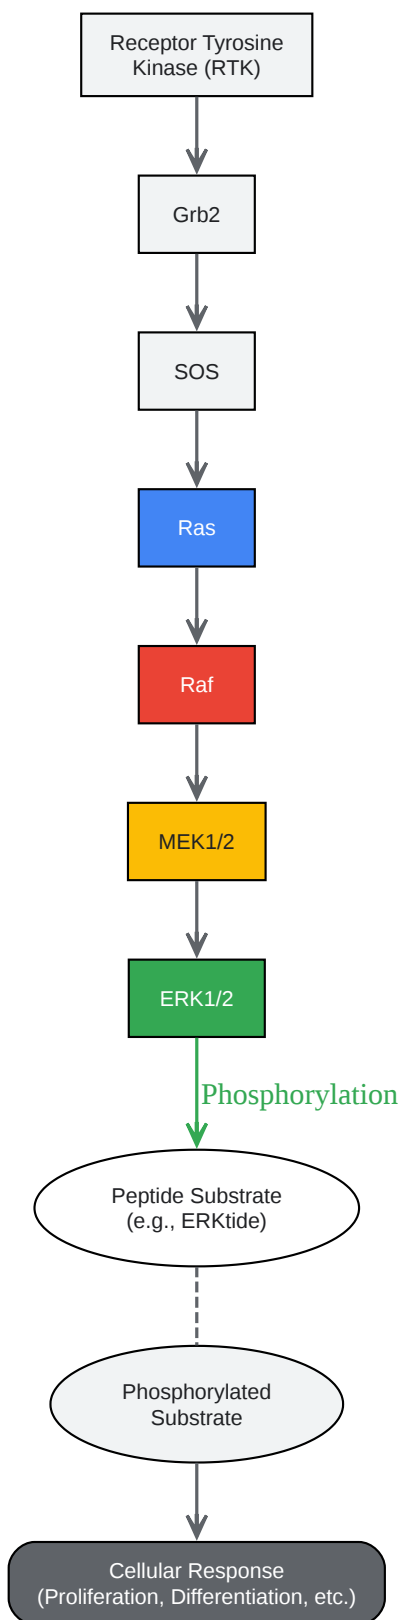 Receptor Tyrosine
Kinase (RTK)
Grb2
SOS
Ras
Raf
MEK1/2
ERK1/2
Phosphorylation
Peptide Substrate
(e.g., ERKtide)
Phosphorylated
Substrate
Cellular Response
(Proliferation, Differentiation, etc.)